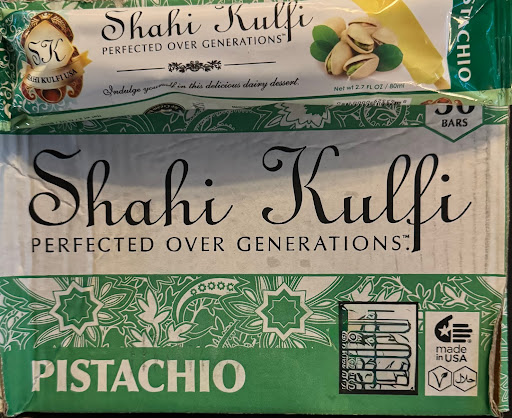 Shahi Kulfi
PERFECTED OVER GENERATIONS™
SK
SHAHI KULFI USA
Indulge yourself in this delicious dairy dessert
Net wt 2.7 FL OZ / 80ml
PISTACHIO
BARS
Shahi Kulfi
PERFECTED OVER GENERATIONS™
PISTACHIO
made
in USA
V
حلال